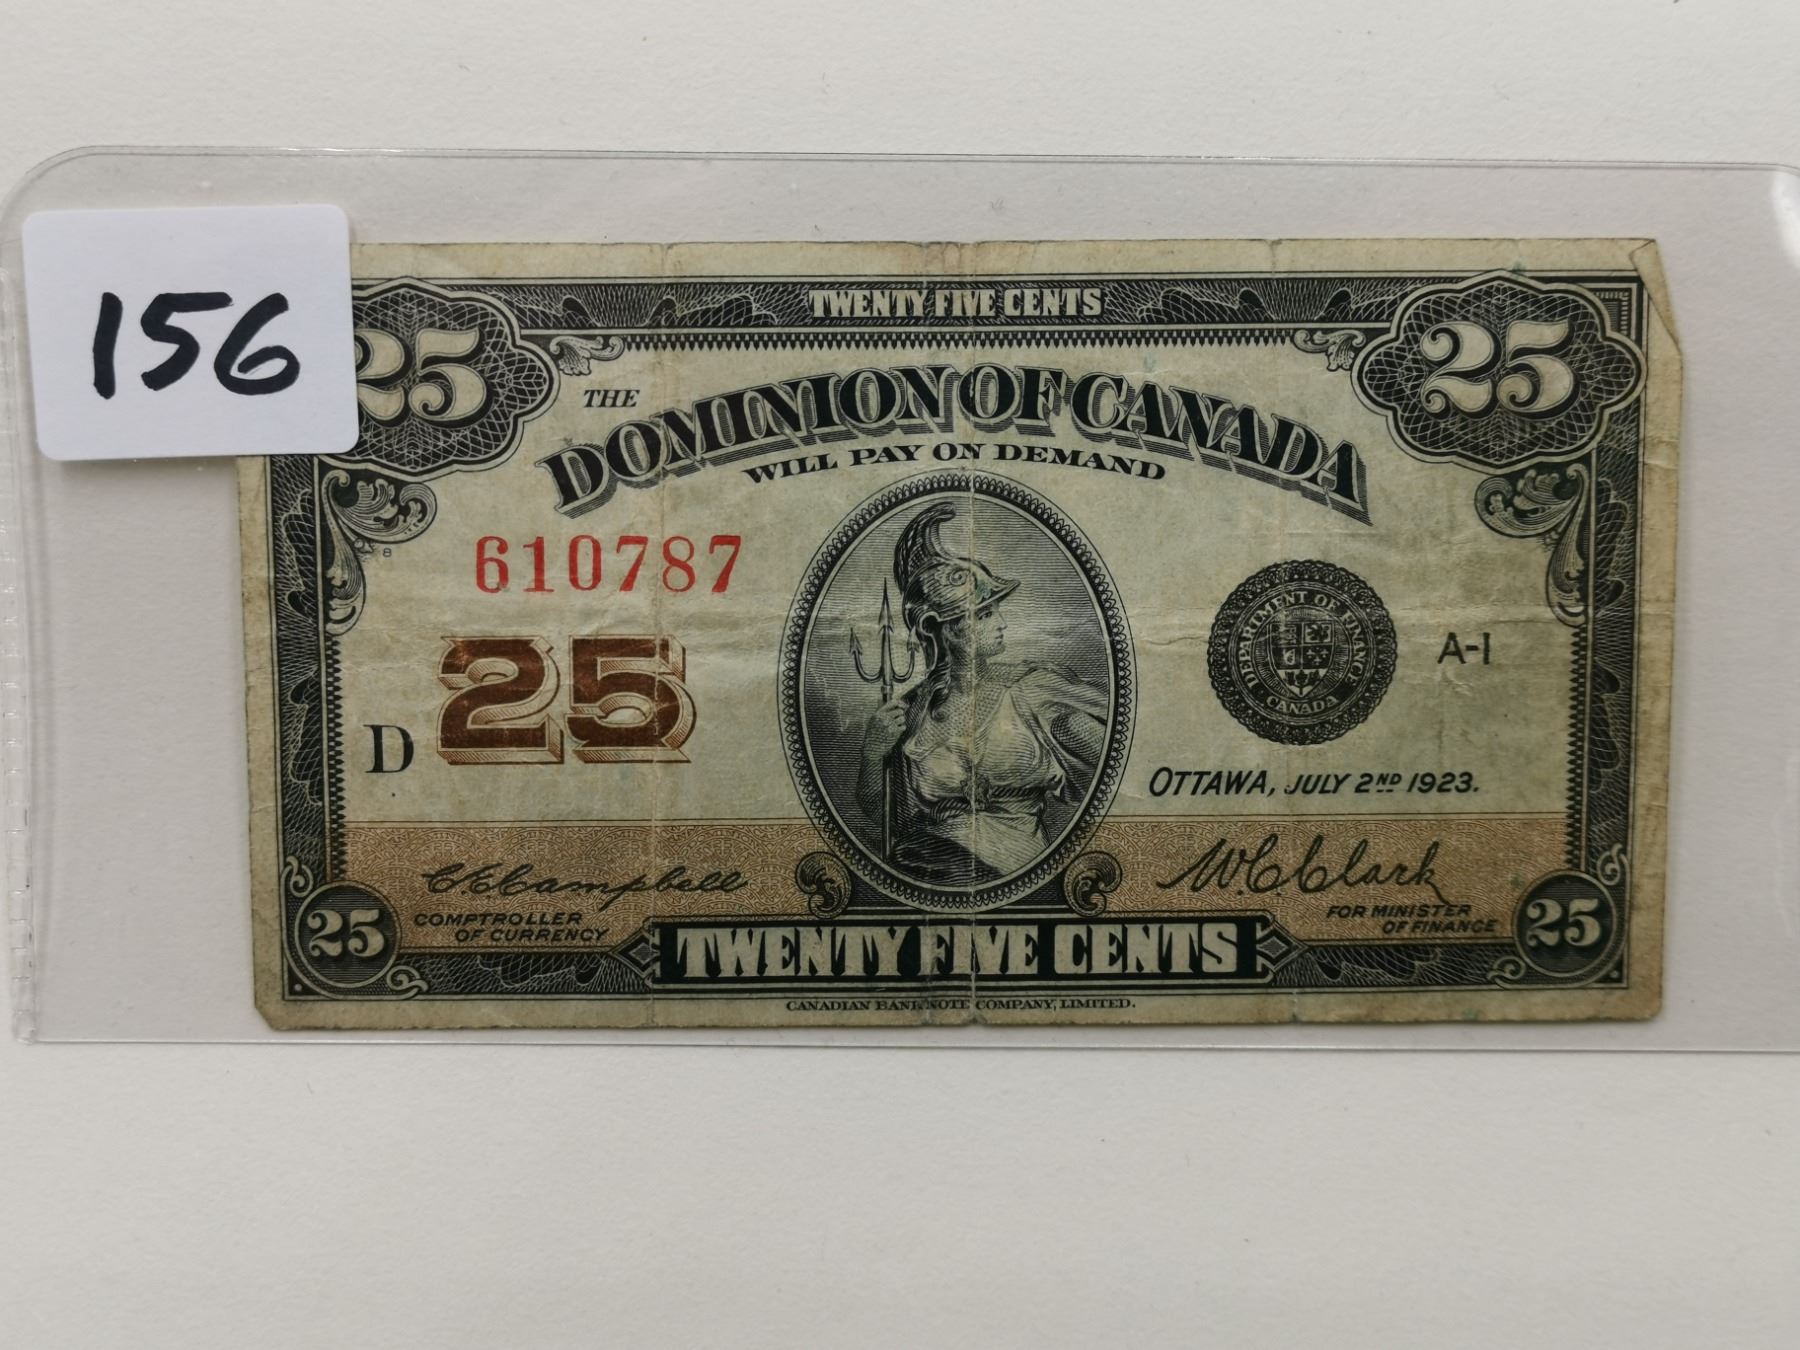 156
TWENTY FIVE CENTS
25
25
THE
DOMINION OF CANADA
WILL PAY ON DEMAND
610787
8
25
D
DEPARTMENT OF FINANCE
CANADA
A-1
OTTAWA, JULY 2ND 1923.
C.E. Campbell
COMPTROLLER
OF CURRENCY
W.C. Clark
FOR MINISTER
OF FINANCE
25
TWENTY FIVE CENTS
25
CANADIAN BANK NOTE COMPANY, LIMITED.